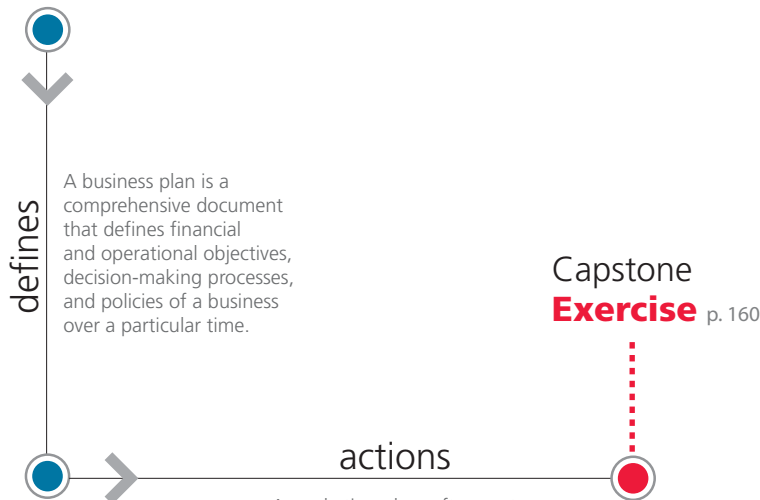 defines
A business plan is a
comprehensive document
that defines financial
and operational objectives,
decision-making processes,
and policies of a business
over a particular time.
Capstone
Exercise p. 160
actions